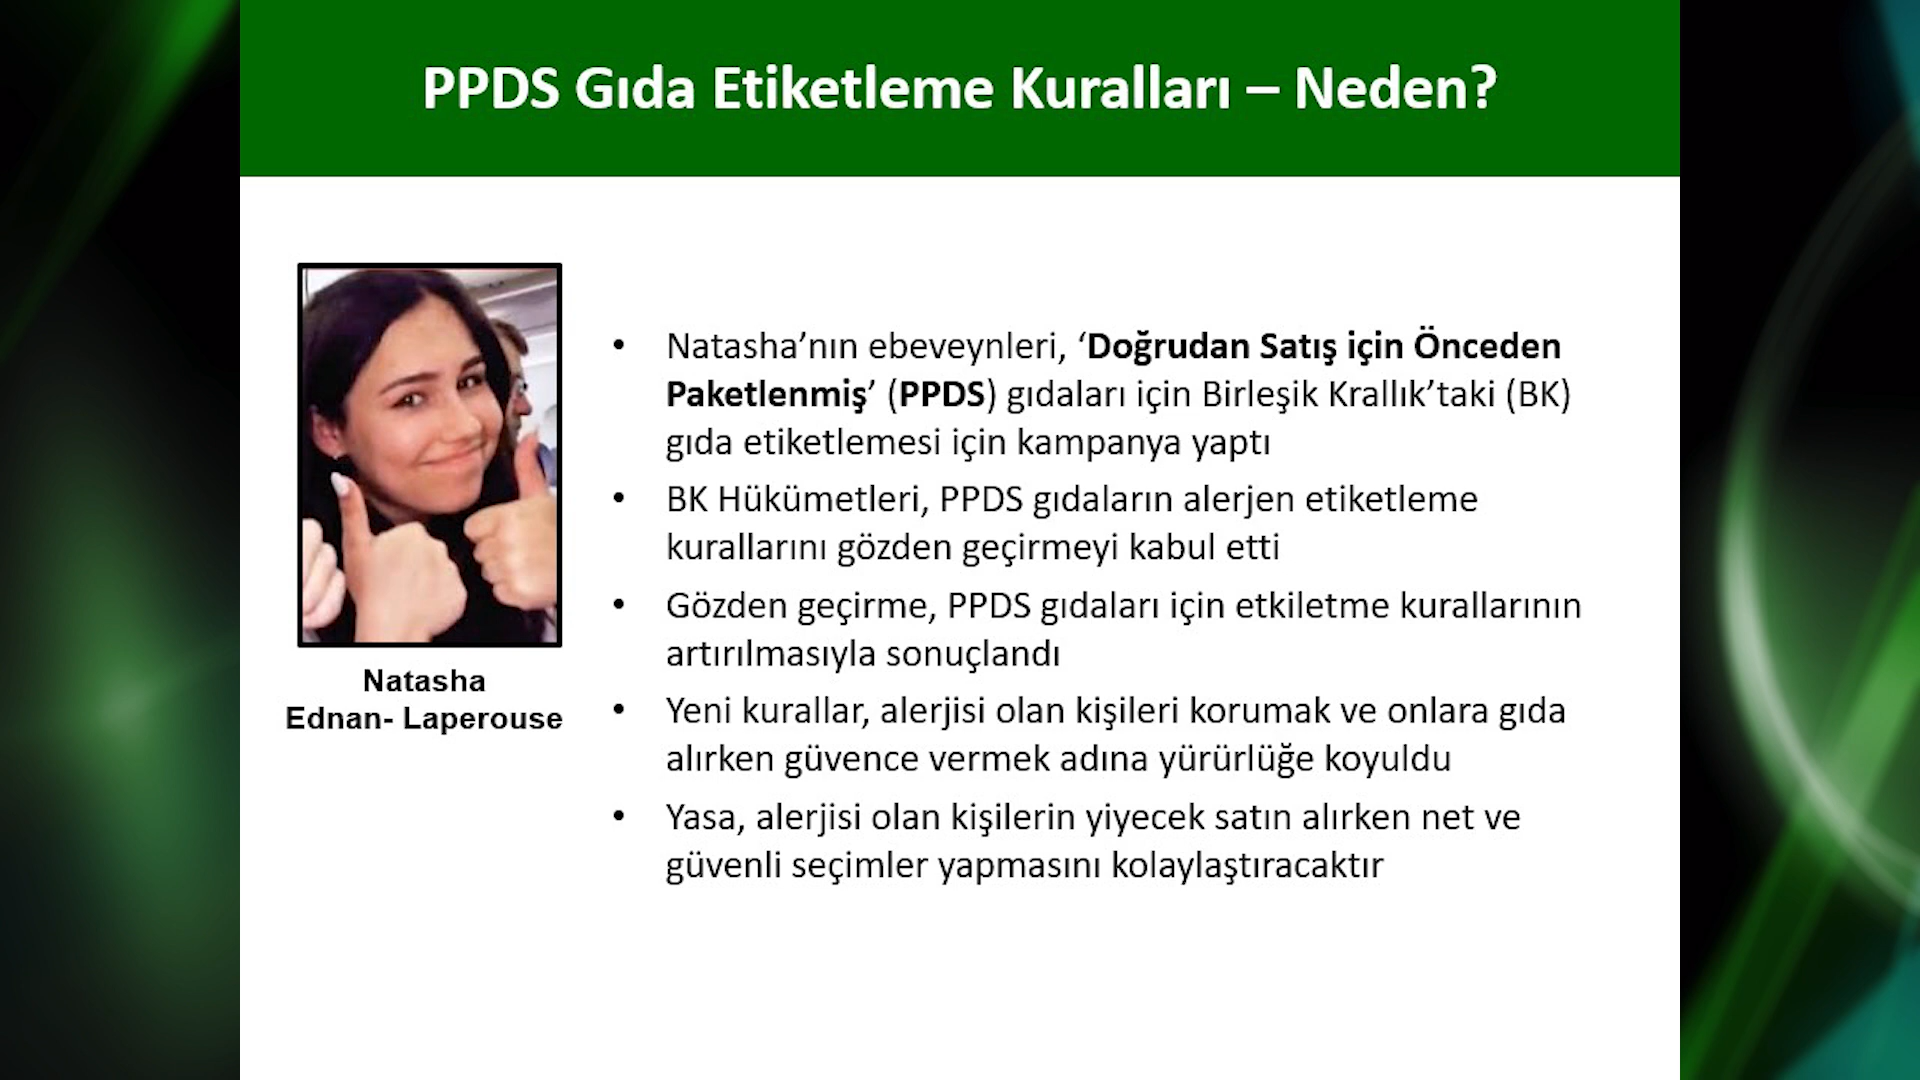 PPDS Gıda Etiketleme Kuralları – Neden?
Natasha
Ednan- Laperouse
• Natasha’nın ebeveynleri, ‘Doğrudan Satış için Önceden
Paketlenmiş’ (PPDS) gıdaları için Birleşik Krallık’taki (BK)
gıda etiketlemesi için kampanya yaptı
• BK Hükümetleri, PPDS gıdaların alerjen etiketleme
kurallarını gözden geçirmeyi kabul etti
• Gözden geçirme, PPDS gıdaları için etkiletme kurallarının
artırılmasıyla sonuçlandı
• Yeni kurallar, alerjisi olan kişileri korumak ve onlara gıda
alırken güvence vermek adına yürürlüğe koyuldu
• Yasa, alerjisi olan kişilerin yiyecek satın alırken net ve
güvenli seçimler yapmasını kolaylaştıracaktır